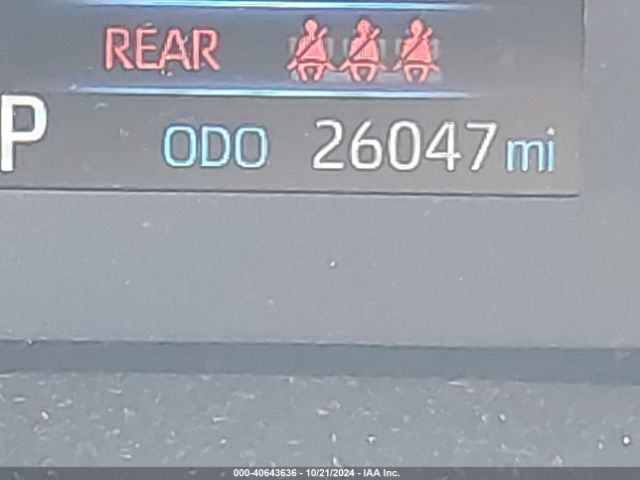 REAR
P ODO 26047 mi
000-40643636 - 10/21/2024 - IAA Inc.